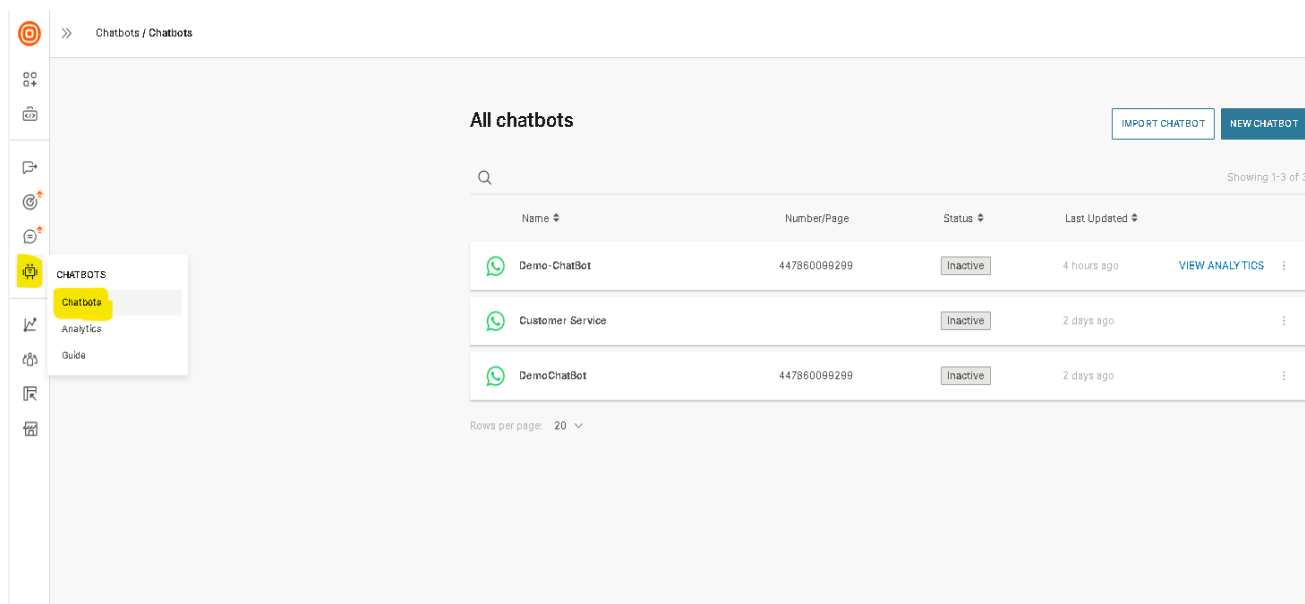 Chatbots / Chatbots
All chatbots
IMPORT CHATBOT
NEW CHATBOT
Showing 1-3 of 3
Name
Number/Page
Status
Last Updated
Demo-ChatBot
447860099299
Inactive
4 hours ago
VIEW ANALYTICS
CHATBOTS
Chatbots
Analytics
Guide
Customer Service
Inactive
2 days ago
DemoChatBot
447860099299
Inactive
2 days ago
Rows per page: 20